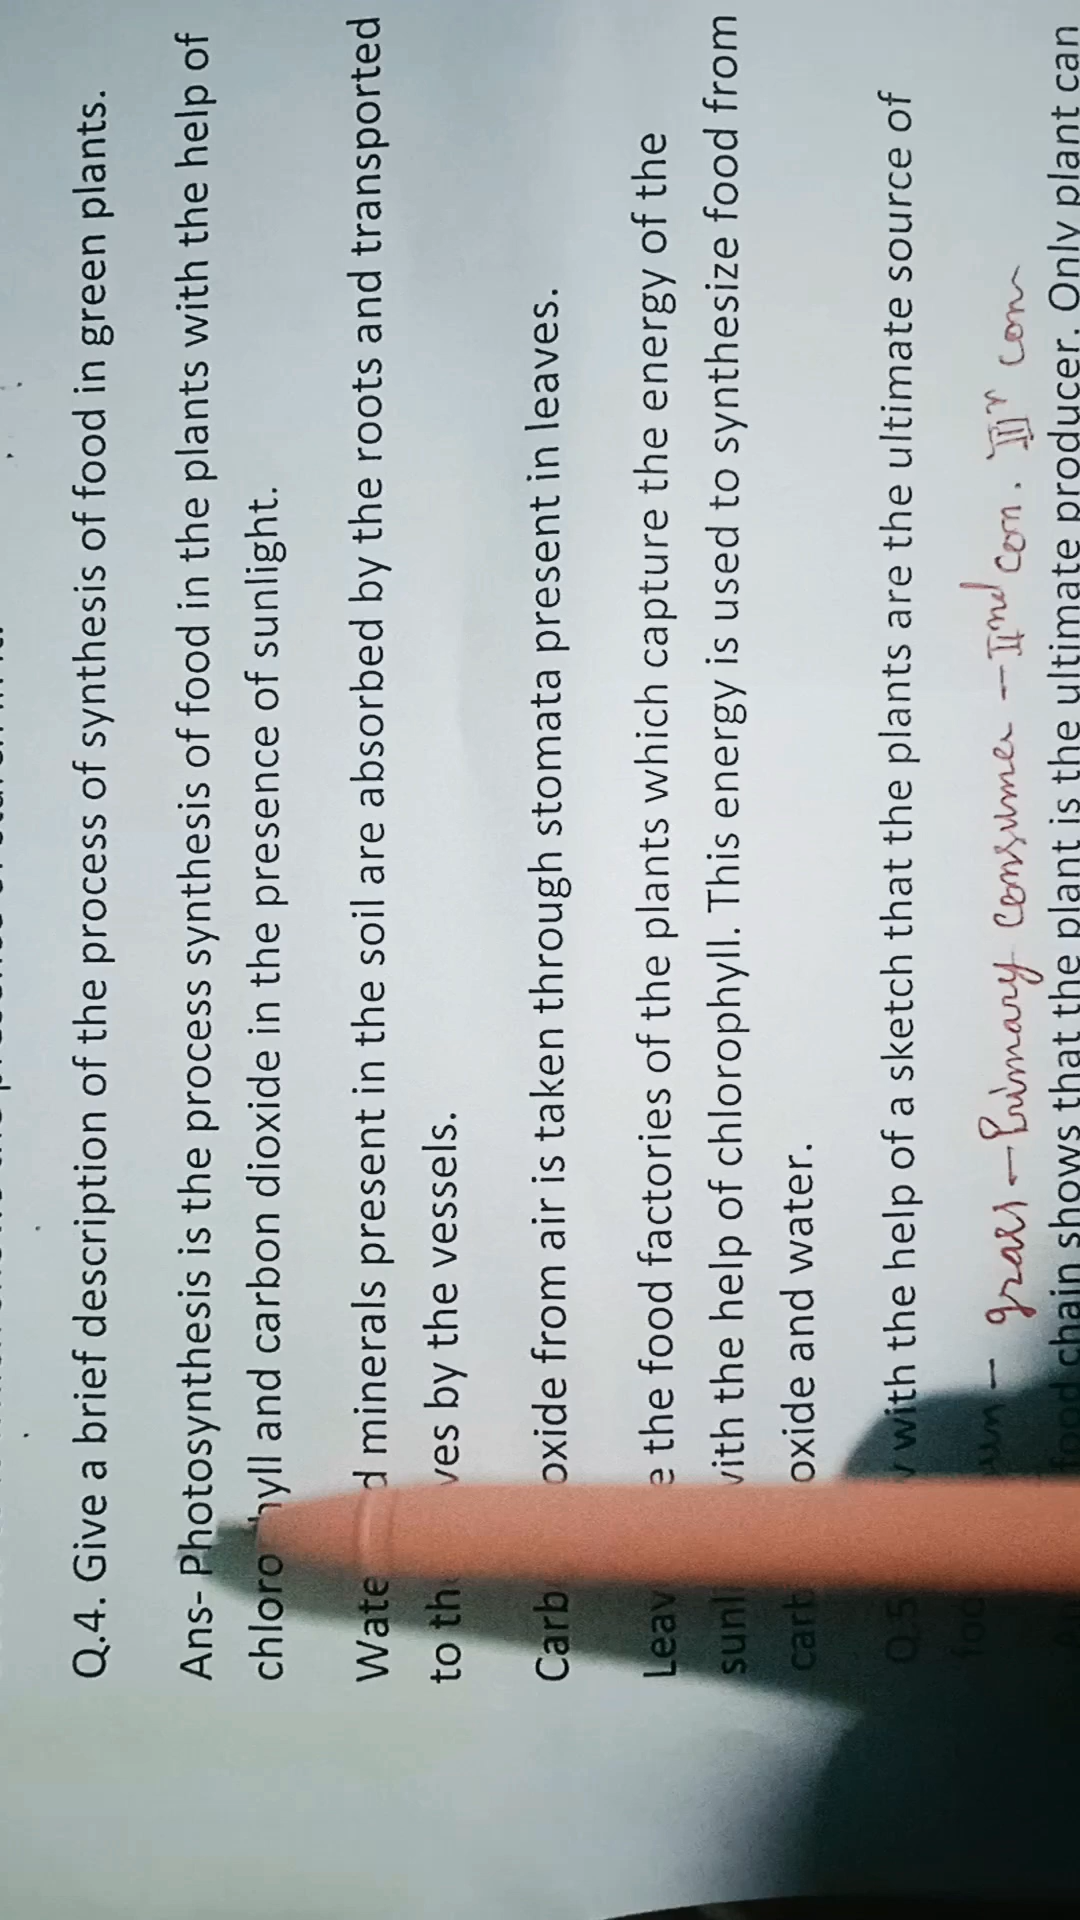 Q.4. Give a brief description of the process of synthesis of food in green plants.
Ans- Photosynthesis is the process synthesis of food in the plants with the help of
chloro hyll and carbon dioxide in the presence of sunlight.
Wate d minerals present in the soil are absorbed by the roots and transported
to th ves by the vessels.
Carb oxide from air is taken through stomata present in leaves.
Leav e the food factories of the plants which capture the energy of the
sunl with the help of chlorophyll. This energy is used to synthesize food from
carb oxide and water.
Q.5 w with the help of a sketch that the plants are the ultimate source of
foo
un - grass - Primary consumer - IInd con. IIIr con
food chain shows that the plant is the ultimate producer. Only plant can